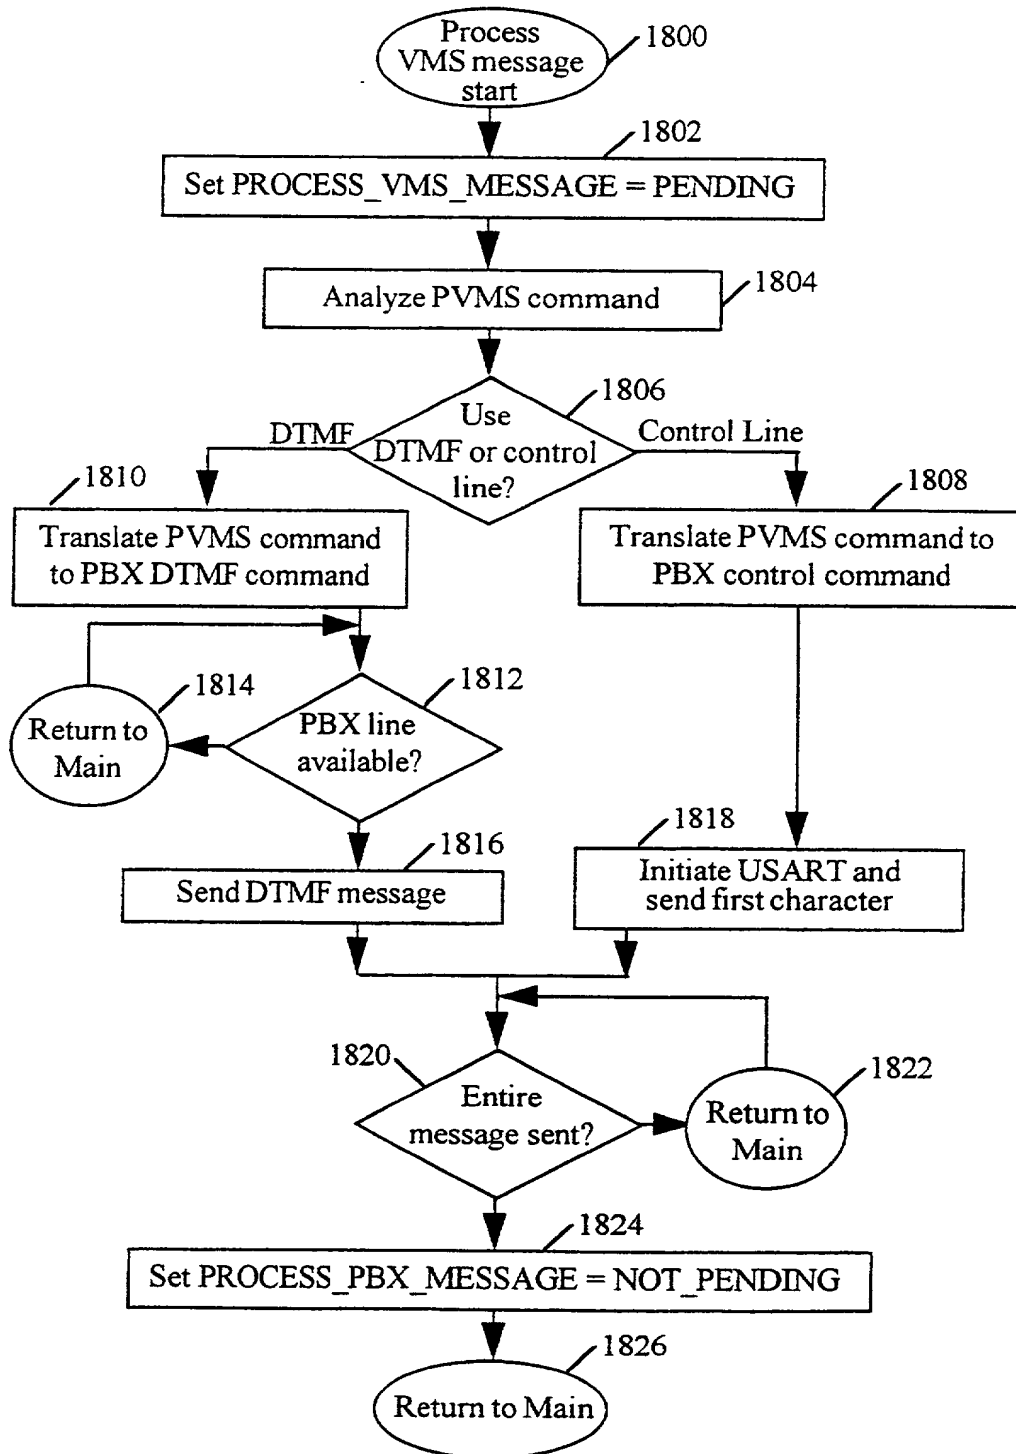 Process
VMS message
start
1800
1802
Set PROCESS_VMS_MESSAGE = PENDING
Analyze PVMS command
1804
1806
Use
DTMF or control
line?
DTMF
Control Line
1810
Translate PVMS command
to PBX DTMF command
1808
Translate PVMS command to
PBX control command
1814
Return to
Main
1812
PBX line
available?
1816
Send DTMF message
1818
Initiate USART and
send first character
1820
Entire
message sent?
1822
Return to
Main
1824
Set PROCESS_PBX_MESSAGE = NOT_PENDING
1826
Return to Main